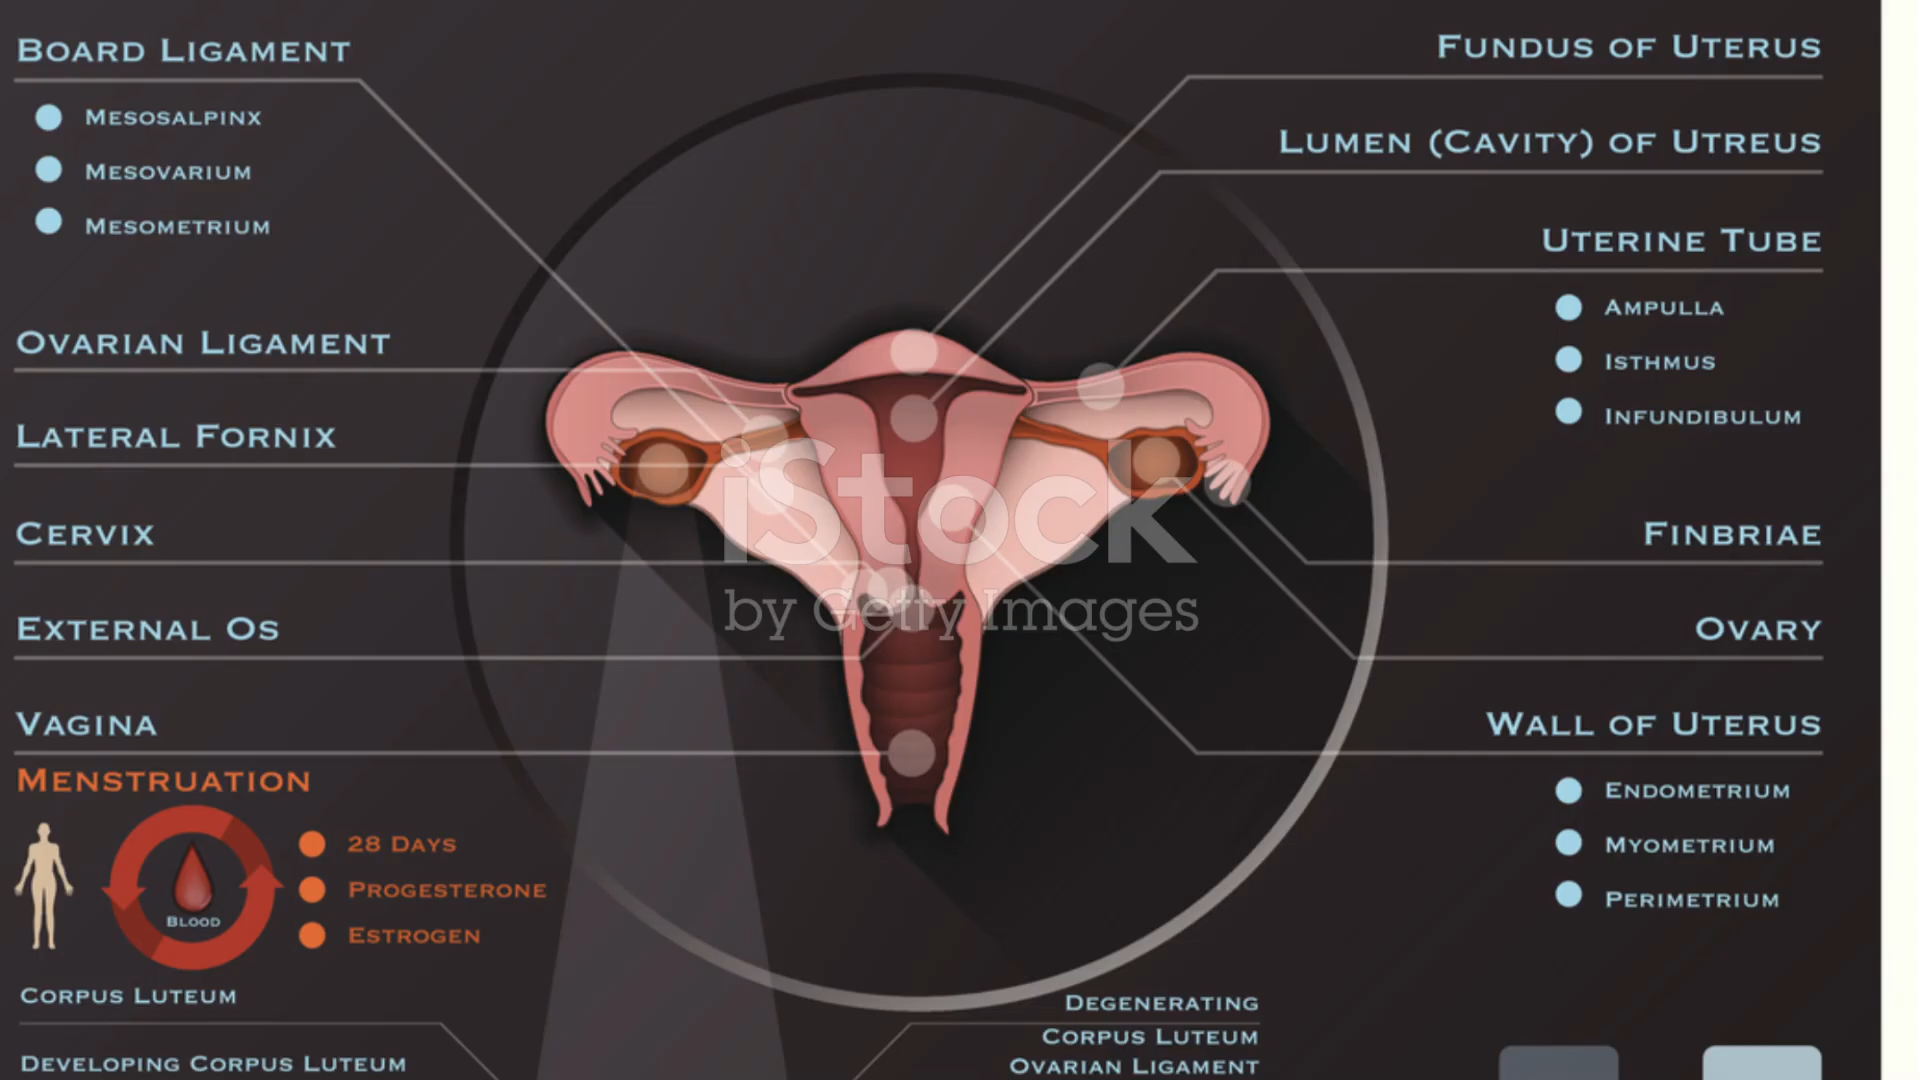 BOARD LIGAMENT
MESOSALPINX
MESOVARIUM
MESOMETRIUM
OVARIAN LIGAMENT
LATERAL FORNIX
CERVIX
EXTERNAL OS
VAGINA
FUNDUS OF UTERUS
LUMEN (CAVITY) OF UTREUS
UTERINE TUBE
AMPULLA
ISTHMUS
INFUNDIBULUM
FINBRIAE
OVARY
WALL OF UTERUS
ENDOMETRIUM
MYOMETRIUM
PERIMETRIUM
iStock
by Getty Images
MENSTRUATION
BLOOD
28 DAYS
PROGESTERONE
ESTROGEN
CORPUS LUTEUM
DEVELOPING CORPUS LUTEUM
DEGENERATING
CORPUS LUTEUM
OVARIAN LIGAMENT